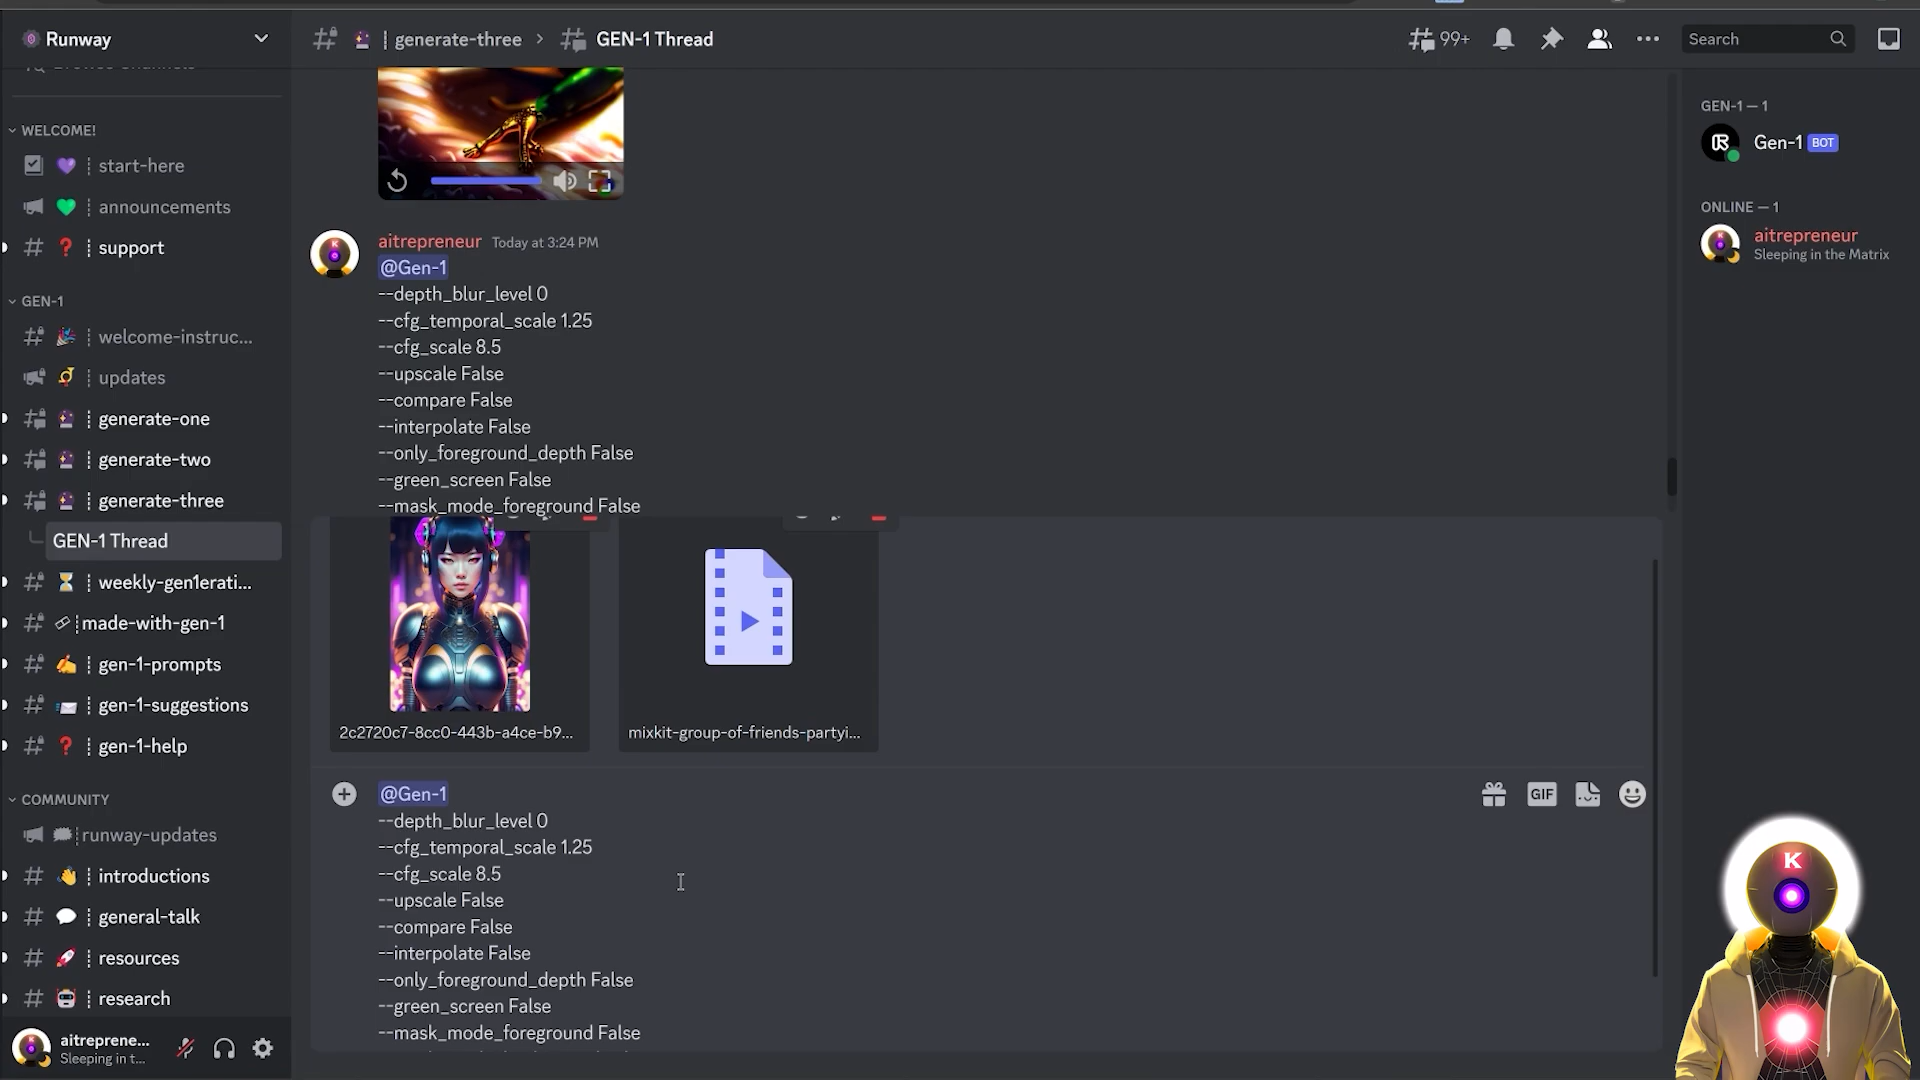 Runway
generate-three
GEN-1 Thread
99+
Search
Browse Channels
WELCOME!
start-here
announcements
support
GEN-1
welcome-instruc...
updates
generate-one
generate-two
generate-three
GEN-1 Thread
weekly-gen1erati...
made-with-gen-1
gen-1-prompts
gen-1-suggestions
gen-1-help
COMMUNITY
runway-updates
introductions
general-talk
resources
research
aitreprene...
Sleeping in t...
aitrepreneur Today at 3:24 PM
@Gen-1
--depth_blur_level 0
--cfg_temporal_scale 1.25
--cfg_scale 8.5
--upscale False
--compare False
--interpolate False
--only_foreground_depth False
--green_screen False
--mask_mode_foreground False
2c2720c7-8cc0-443b-a4ce-b9...
mixkit-group-of-friends-partyi...
@Gen-1
GIF
--depth_blur_level 0
--cfg_temporal_scale 1.25
--cfg_scale 8.5
--upscale False
--compare False
--interpolate False
--only_foreground_depth False
--green_screen False
--mask_mode_foreground False
GEN-1 — 1
Gen-1 BOT
ONLINE — 1
aitrepreneur
Sleeping in the Matrix
K